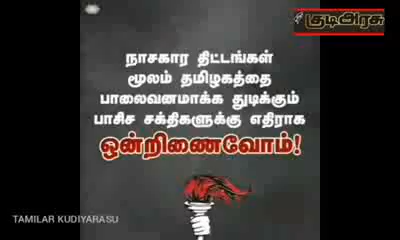 குடிஅரசு
நாசகார திட்டங்கள்
மூலம் தமிழகத்தை
பாலைவனமாக்க துடிக்கும்
பாசிச சக்திகளுக்கு எதிராக
ஒன்றிணைவோம்!
TAMILAR KUDIYARASU